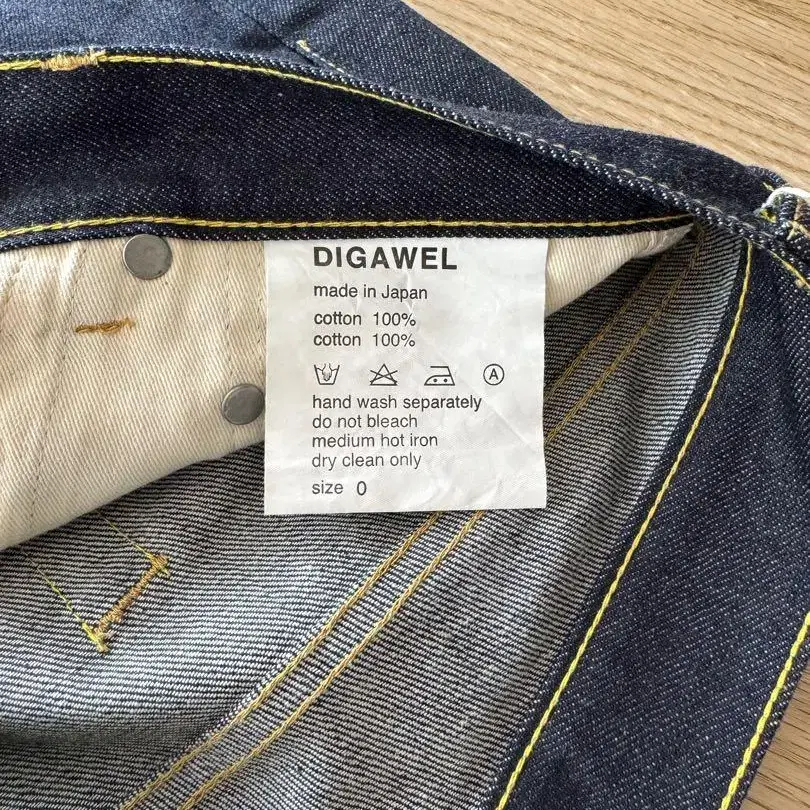 DIGAWEL
made in Japan
cotton 100%
cotton 100%
A
hand wash separately
do not bleach
medium hot iron
dry clean only
size 0